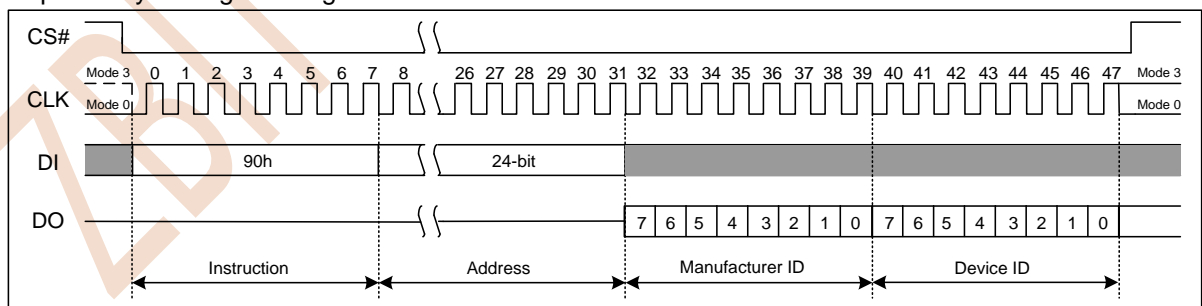 CS#
Mode 3 0 1 2 3 4 5 6 7 8 26 27 28 29 30 31 32 33 34 35 36 37 38 39 40 41 42 43 44 45 46 47 Mode 3
CLK
Mode 0 Mode 0
DI 90h 24-bit
DO 7 6 5 4 3 2 1 0 7 6 5 4 3 2 1 0
Instruction Address Manufacturer ID Device ID
ZBIT